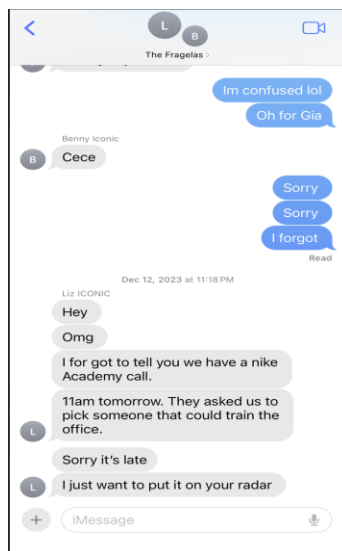 L
B
The Fragelas >
Im confused lol
Oh for Gia
Benny Iconic
B
Cece
Sorry
Sorry
I forgot
Read
Dec 12, 2023 at 11:18 PM
Liz ICONIC
Hey
Omg
I for got to tell you we have a nike
Academy call.
11am tomorrow. They asked us to
pick someone that could train the
office.
L
Sorry it's late
L
I just want to put it on your radar
iMessage